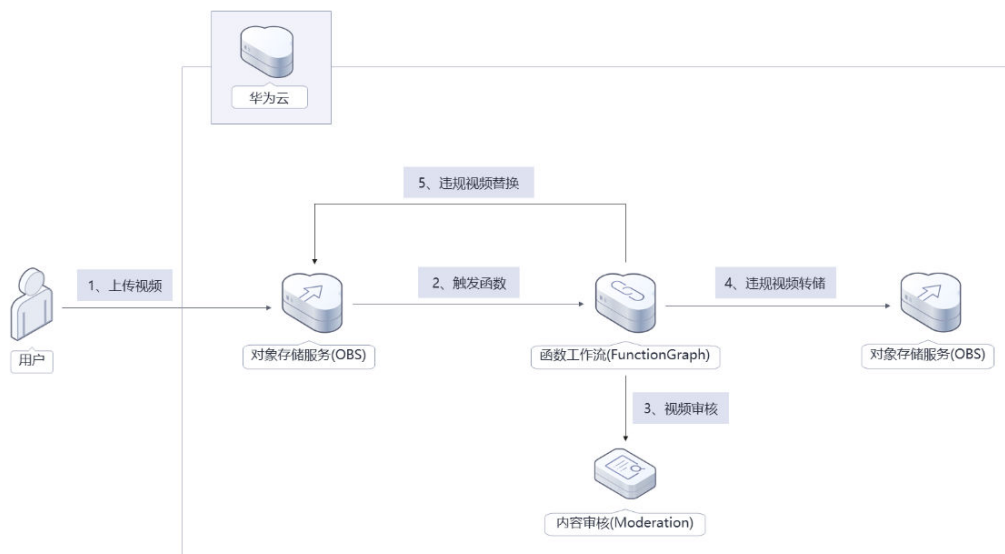 华为云
5、违规视频替换
1、上传视频
2、触发函数
4、违规视频转储
用户
对象存储服务(OBS)
函数工作流(FunctionGraph)
对象存储服务(OBS)
3、视频审核
内容审核(Moderation)